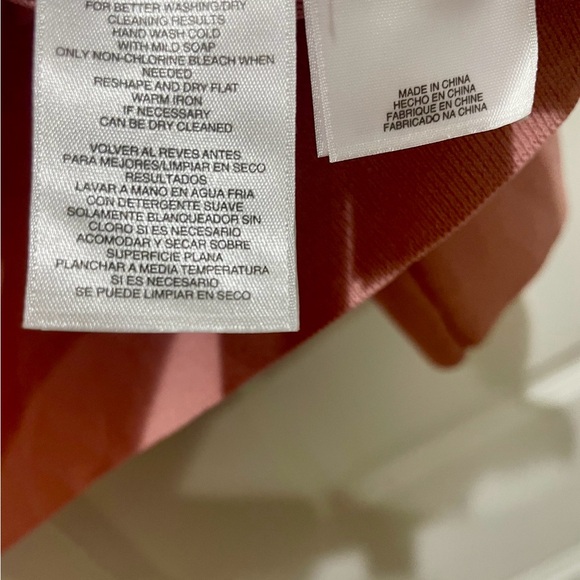 FOR BETTER WASHING/DRY
CLEANING RESULTS
HAND WASH COLD
WITH MILD SOAP
ONLY NON-CHLORINE BLEACH WHEN
NEEDED
RESHAPE AND DRY FLAT
WARM IRON
IF NECESSARY
CAN BE DRY CLEANED
VOLVER AL REVES ANTES
PARA MEJORES/LIMPIAR EN SECO
RESULTADOS
LAVAR A MANO EN AGUA FRIA
CON DETERGENTE SUAVE
SOLAMENTE BLANQUEADOR SIN
CLORO SI ES NECESARIO
ACOMODAR Y SECAR SOBRE
SUPERFICIE PLANA
PLANCHAR A MEDIA TEMPERATURA
SI ES NECESARIO
SE PUEDE LIMPIAR EN SECO
MADE IN CHINA
HECHO EN CHINA
FABRIQUE EN CHINE
FABRICADO NA CHINA